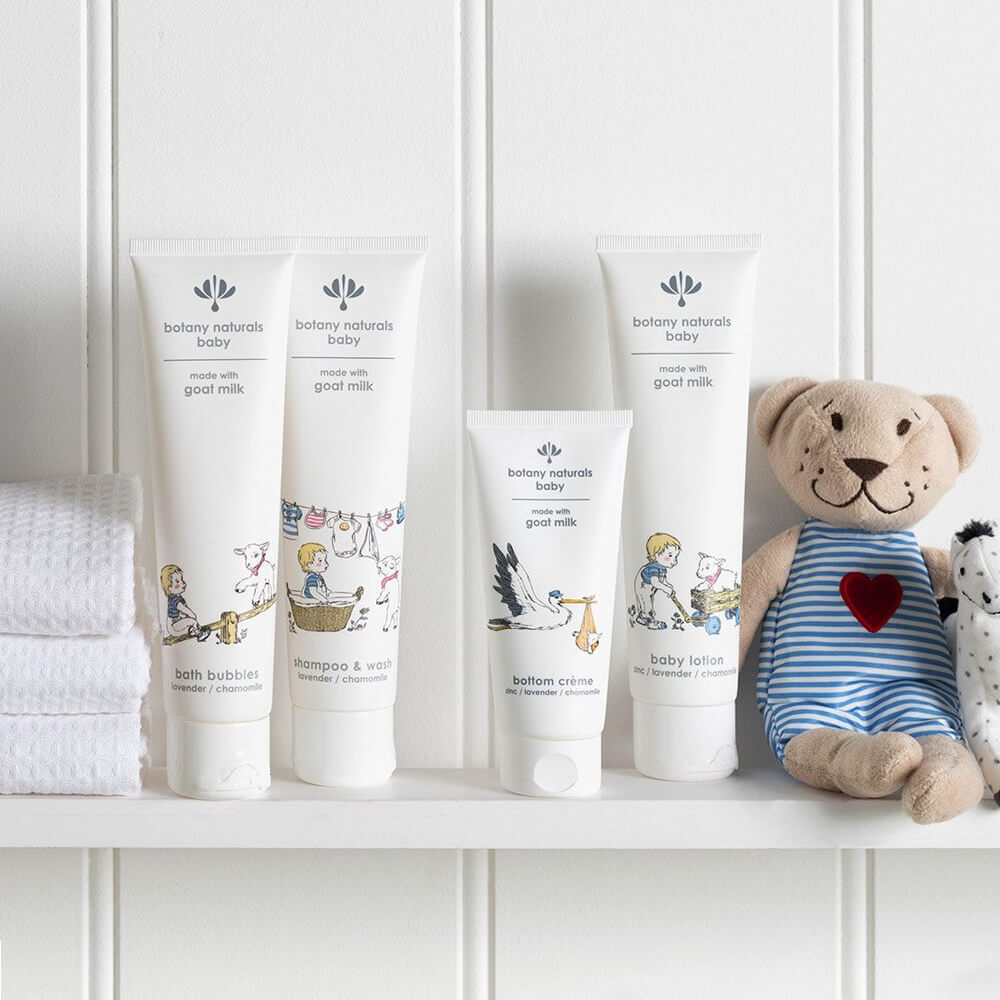 botany naturals
baby
made with
goat milk
bath bubbles
lavender / chamomile
botany naturals
baby
made with
goat milk
shampoo & wash
lavender / chamomile
botany naturals
baby
made with
goat milk
bottom crème
zinc / lavender / chamomile
botany naturals
baby
made with
goat milk
baby lotion
zinc / lavender / chamomile